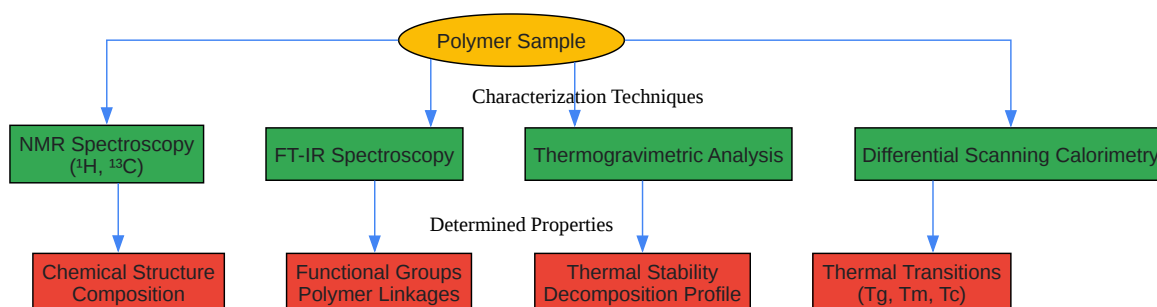 Polymer Sample
Characterization Techniques
NMR Spectroscopy
(¹H, ¹³C)
FT-IR Spectroscopy
Thermogravimetric Analysis
Differential Scanning Calorimetry
Determined Properties
Chemical Structure
Composition
Functional Groups
Polymer Linkages
Thermal Stability
Decomposition Profile
Thermal Transitions
(Tg, Tm, Tc)